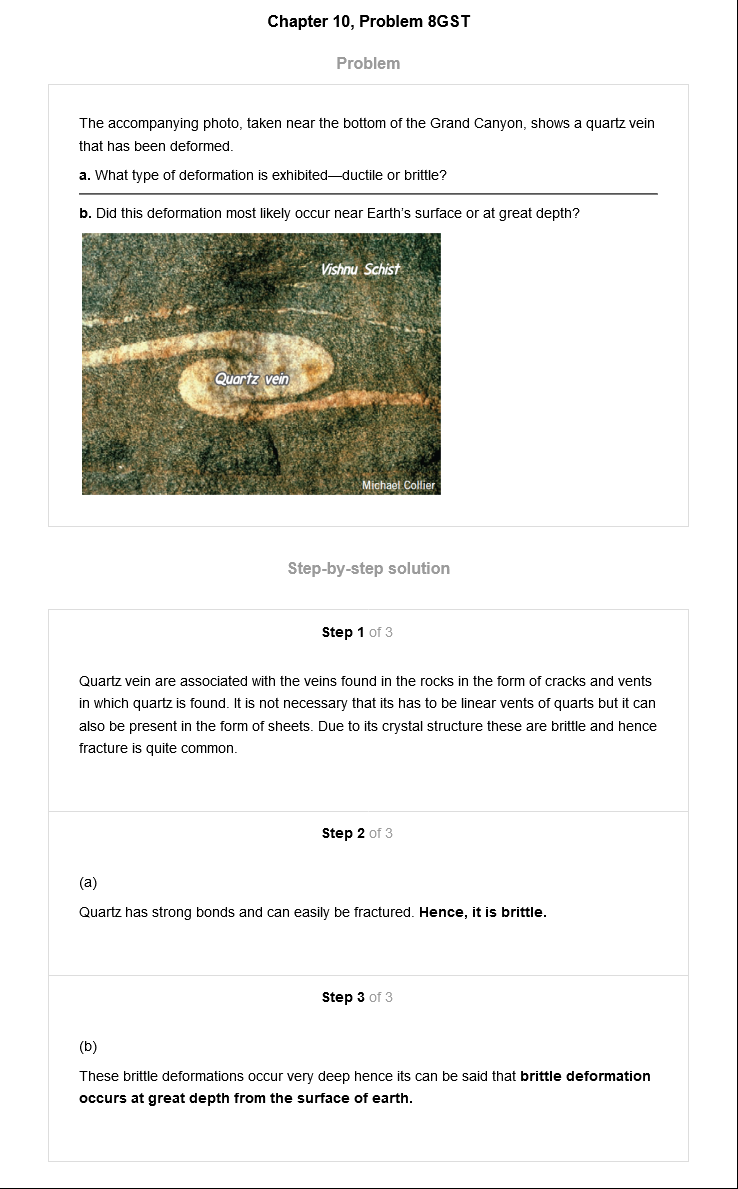 Chapter 10, Problem 8GST
Problem
The accompanying photo, taken near the bottom of the Grand Canyon, shows a quartz vein
that has been deformed.
a. What type of deformation is exhibited—ductile or brittle?
b. Did this deformation most likely occur near Earth's surface or at great depth?
Vishnu Schist
Quartz vein
Michael Collier
Step-by-step solution
Step 1 of 3
Quartz vein are associated with the veins found in the rocks in the form of cracks and vents
in which quartz is found. It is not necessary that its has to be linear vents of quarts but it can
also be present in the form of sheets. Due to its crystal structure these are brittle and hence
fracture is quite common.
Step 2 of 3
(a)
Quartz has strong bonds and can easily be fractured. Hence, it is brittle.
Step 3 of 3
(b)
These brittle deformations occur very deep hence its can be said that brittle deformation
occurs at great depth from the surface of earth.